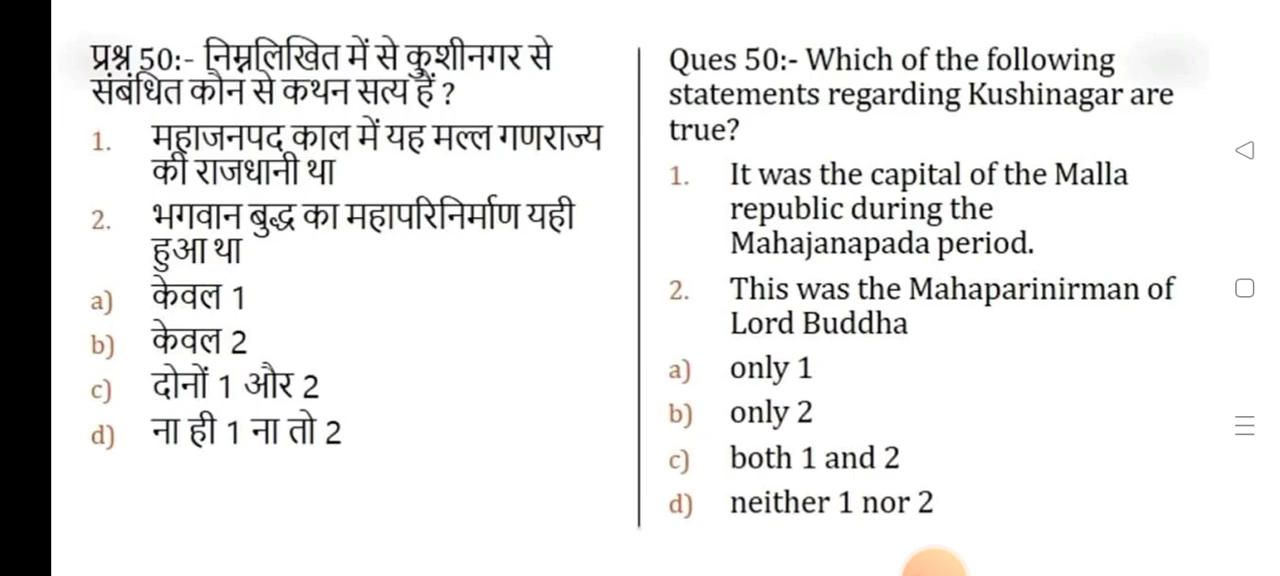 प्रश्न 50:- निम्नलिखित में से कुशीनगर से
संबंधित कौन से कथन सत्य हैं ?
1. महाजनपद काल में यह मल्ल गणराज्य
की राजधानी था
2. भगवान बुद्ध का महापरिनिर्माण यही
हुआ था
a) केवल 1
b) केवल 2
c) दोनों 1 और 2
d) ना ही 1 ना तो 2
Ques 50:- Which of the following
statements regarding Kushinagar are
true?
1. It was the capital of the Malla
republic during the
Mahajanapada period.
2. This was the Mahaparinirman of
Lord Buddha
a) only 1
b) only 2
c) both 1 and 2
d) neither 1 nor 2